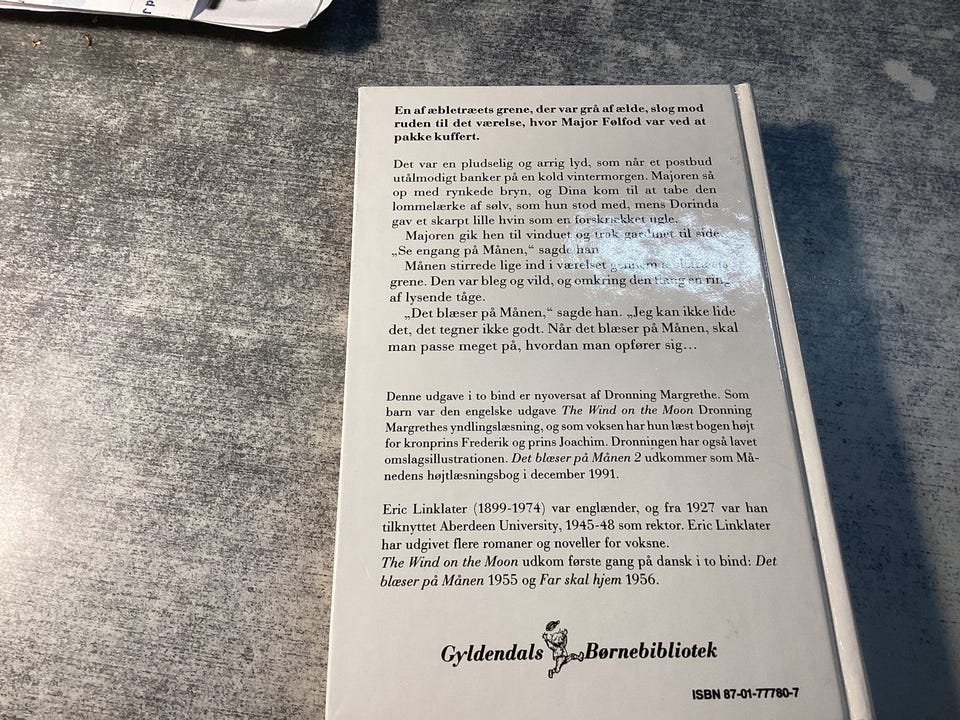 En af æbletræets grene, der var grå af ælde, slog mod
ruden til det værelse, hvor Major Følfod var ved at
pakke kuffert.
Det var en pludselig og arrig lyd, som når et postbud
utålmodigt banker på en kold vintermorgen. Majoren så
op med rynkede bryn, og Dina kom til at tabe den
lommelærke af sølv, som hun stod med, mens Dorinda
gav et skarpt lille hvin som en forskrækket ugle.
Majoren gik hen til vinduet og trak gardinet til side.
„Se engang på Månen,“ sagde han
Månen stirrede lige ind i værelset gennem
grene. Den var bleg og vild, og omkring den hang en ring
af lysende tåge.
„Det blæser på Månen,“ sagde han. „Jeg kan ikke lide
det, det tegner ikke godt. Når det blæser på Månen, skal
man passe meget på, hvordan man opfører sig...
Denne udgave i to bind er nyoversat af Dronning Margrethe. Som
barn var den engelske udgave The Wind on the Moon Dronning
Margrethes yndlingslæsning, og som voksen har hun læst bogen højt
for kronprins Frederik og prins Joachim. Dronningen har også lavet
omslagsillustrationen. Det blæser på Månen 2 udkommer som Må-
nedens højtlæsningsbog i december 1991.
Eric Linklater (1899-1974) var englænder, og fra 1927 var han
tilknyttet Aberdeen University, 1945-48 som rektor. Eric Linklater
har udgivet flere romaner og noveller for voksne.
The Wind on the Moon udkom første gang på dansk i to bind: Det
blæser på Månen 1955 og Far skal hjem 1956.
Gyldendals Børnebibliotek
ISBN 87-01-77780-7